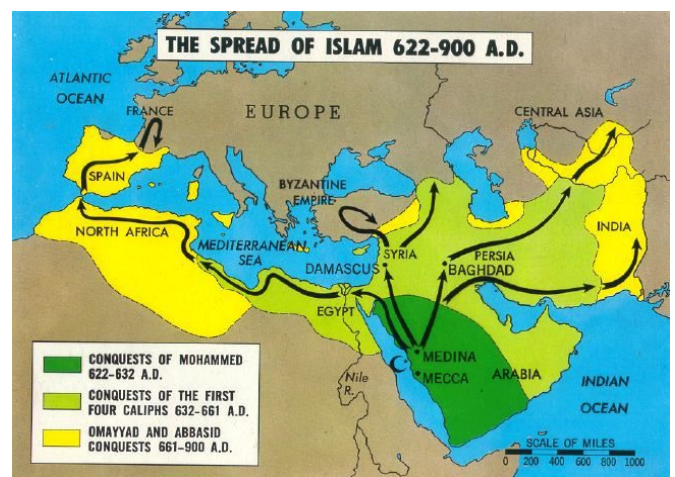 THE SPREAD OF ISLAM 622-900 A.D.
ATLANTIC
OCEAN
FRANCE
EUROPE
CENTRAL ASIA
SPAIN
BYZANTINE
EMPIRE
NORTH AFRICA
MEDITERRANEAN
SEA
SYRIA
DAMASCUS
PERSIA
BAGHDAD
INDIA
EGYPT
MEDINA
MECCA
ARABIA
Nile
R.
INDIAN
OCEAN
CONQUESTS OF MOHAMMED
622-632 A.D.
CONQUESTS OF THE FIRST
FOUR CALIPHS 632-661 A.D.
OMAYYAD AND ABBASID
CONQUESTS 661-900 A.D.
SCALE OF MILES
0 200 400 600 800 1000